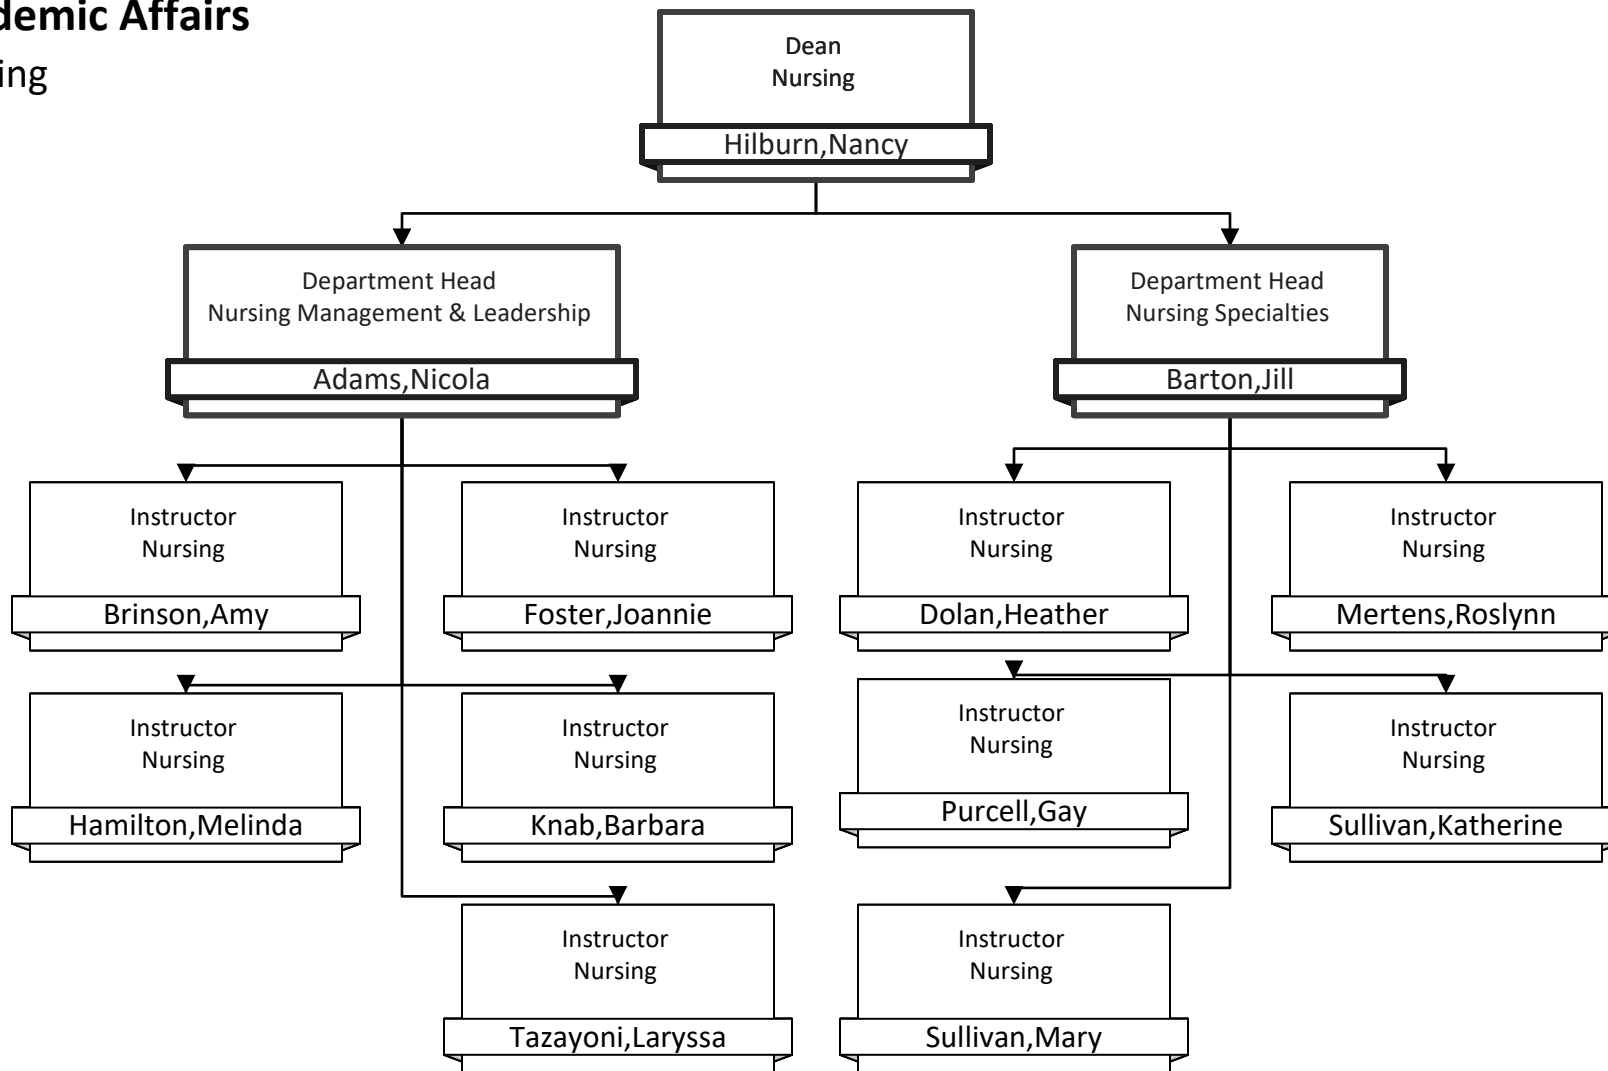 demic Affairs
ing
Dean
Nursing
Hilburn,Nancy
Department Head
Nursing Management & Leadership
Adams,Nicola
Department Head
Nursing Specialties
Barton,Jill
Instructor
Nursing
Brinson,Amy
Instructor
Nursing
Foster,Joannie
Instructor
Nursing
Dolan,Heather
Instructor
Nursing
Mertens,Roslynn
Instructor
Nursing
Hamilton,Melinda
Instructor
Nursing
Knab,Barbara
Instructor
Nursing
Purcell,Gay
Instructor
Nursing
Sullivan,Katherine
Instructor
Nursing
Tazayoni,Laryssa
Instructor
Nursing
Sullivan,Mary